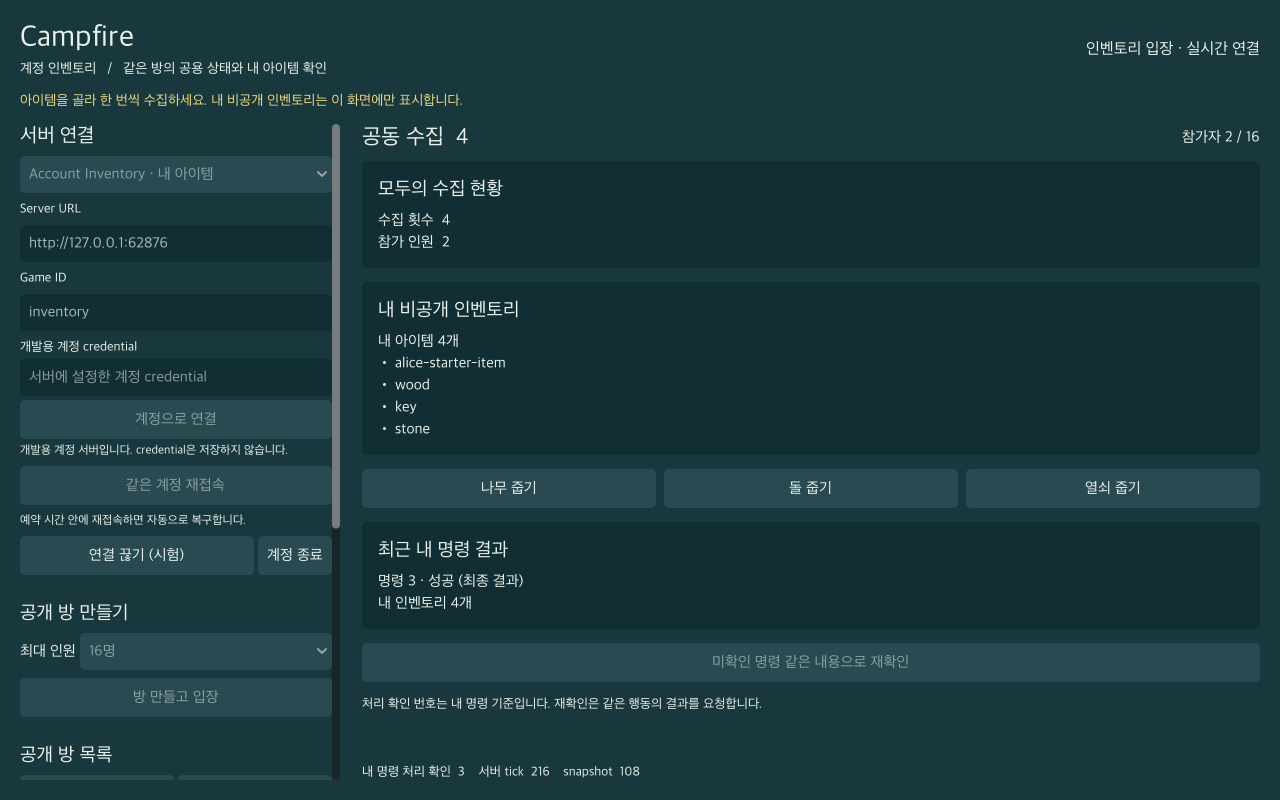 Campfire
인벤토리 입장 · 실시간 연결
계정 인벤토리 / 같은 방의 공용 상태와 내 아이템 확인
아이템을 골라 한 번씩 수집하세요. 내 비공개 인벤토리는 이 화면에만 표시합니다.
서버 연결
Account Inventory · 내 아이템
Server URL
http://127.0.0.1:62876
Game ID
inventory
개발용 계정 credential
서버에 설정한 계정 credential
계정으로 연결
개발용 계정 서버입니다. credential은 저장하지 않습니다.
같은 계정 재접속
예약 시간 안에 재접속하면 자동으로 복구합니다.
연결 끊기 (시험) 계정 종료
공개 방 만들기
최대 인원 16명
방 만들고 입장
공개 방 목록
공동 수집 4
참가자 2 / 16
모두의 수집 현황
수집 횟수 4
참가 인원 2
내 비공개 인벤토리
내 아이템 4개
• alice-starter-item
• wood
• key
• stone
나무 줍기 돌 줍기 열쇠 줍기
최근 내 명령 결과
명령 3 · 성공 (최종 결과)
내 인벤토리 4개
미확인 명령 같은 내용으로 재확인
처리 확인 번호는 내 명령 기준입니다. 재확인은 같은 행동의 결과를 요청합니다.
내 명령 처리 확인 3 서버 tick 216 snapshot 108